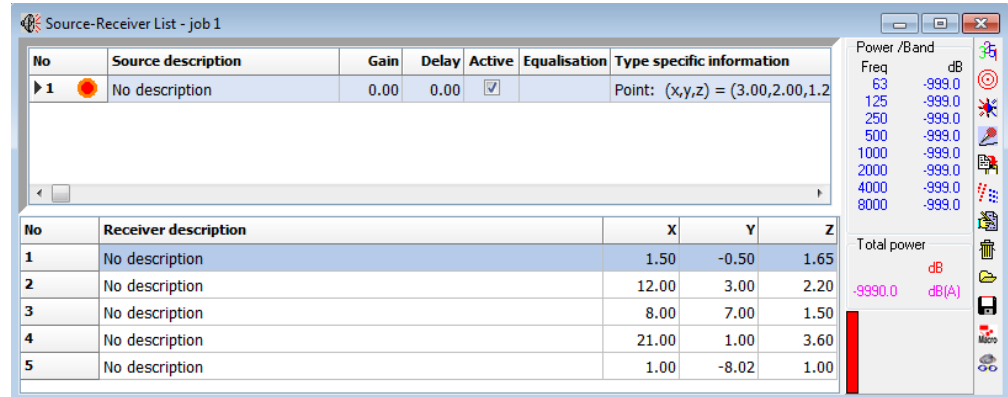 Source-Receiver List - job 1
No Source description Gain Delay Active Equalisation Type specific information
1 No description 0.00 0.00 Point: (x,y,z) = (3.00,2.00,1.2
No Receiver description X Y Z
1 No description 1.50 -0.50 1.65
2 No description 12.00 3.00 2.20
3 No description 8.00 7.00 1.50
4 No description 21.00 1.00 3.60
5 No description 1.00 -8.02 1.00
Power /Band
Freq dB
63 -999.0
125 -999.0
250 -999.0
500 -999.0
1000 -999.0
2000 -999.0
4000 -999.0
8000 -999.0
Total power
dB
-9990.0 dB(A)
Macro